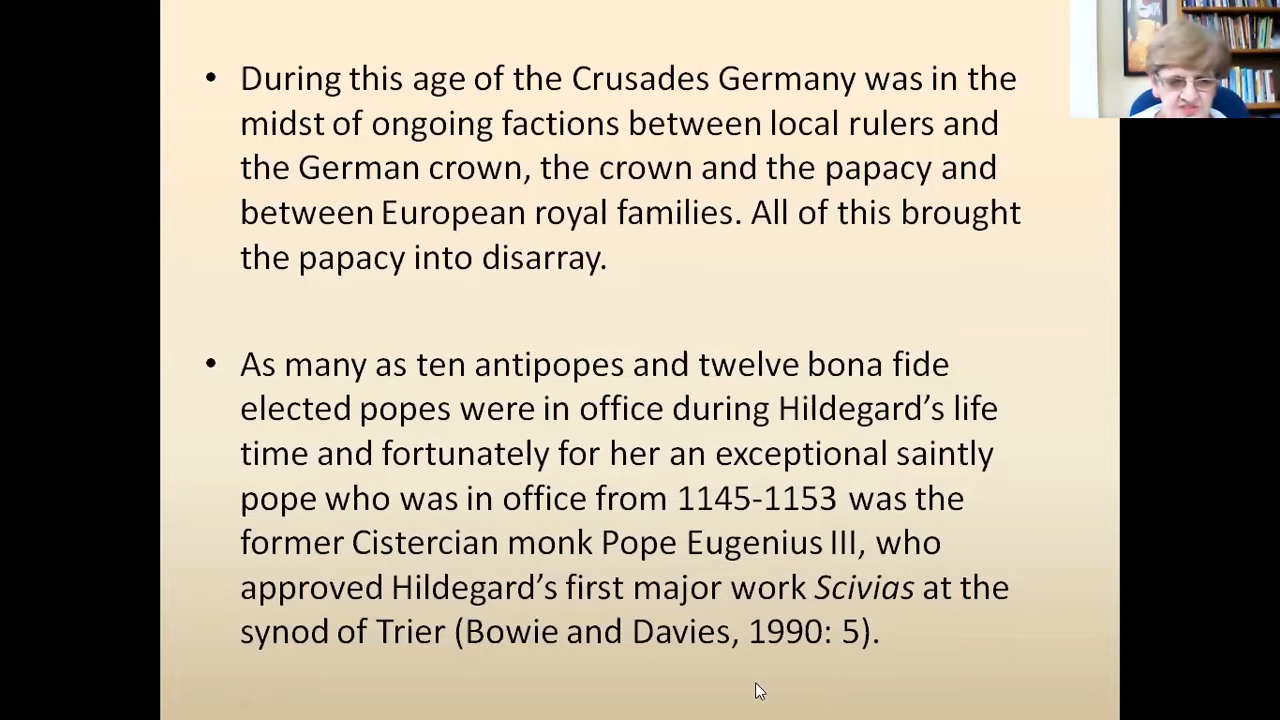 • During this age of the Crusades Germany was in the
midst of ongoing factions between local rulers and
the German crown, the crown and the papacy and
between European royal families. All of this brought
the papacy into disarray.
• As many as ten antipopes and twelve bona fide
elected popes were in office during Hildegard’s life
time and fortunately for her an exceptional saintly
pope who was in office from 1145-1153 was the
former Cistercian monk Pope Eugenius III, who
approved Hildegard’s first major work Scivias at the
synod of Trier (Bowie and Davies, 1990: 5).